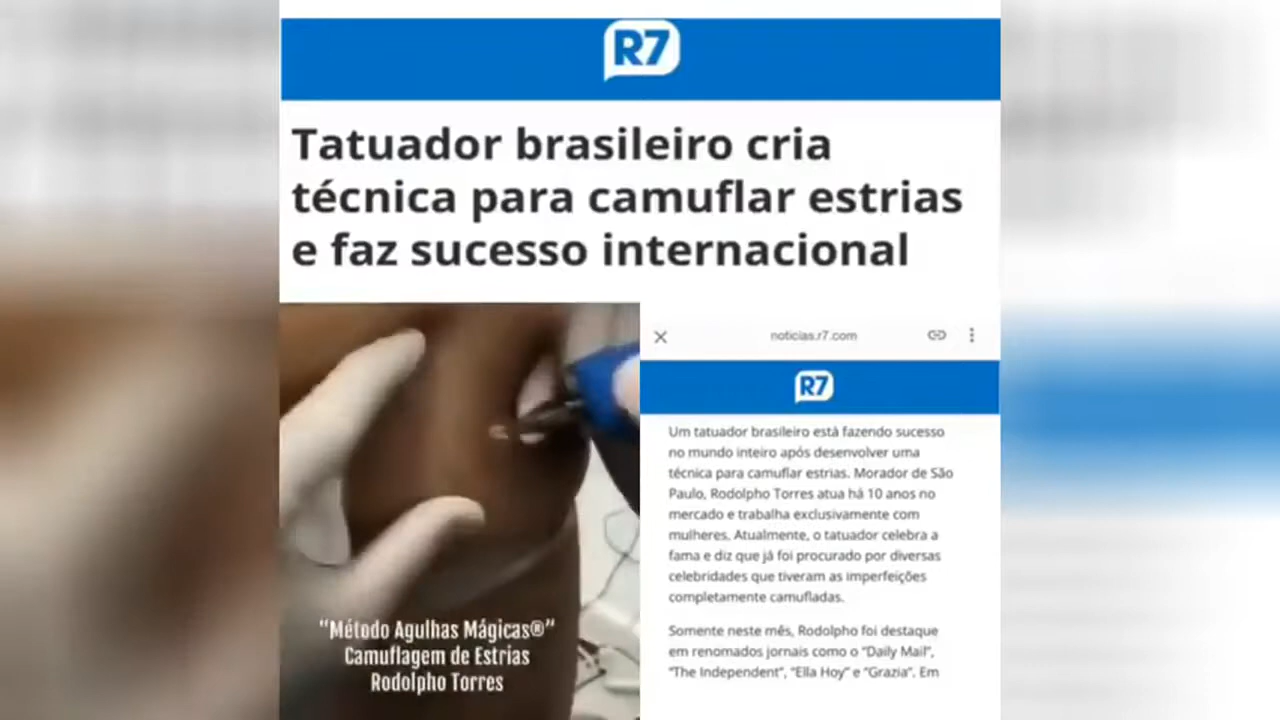 R7
Tatuador brasileiro cria
técnica para camuflar estrias
e faz sucesso internacional
"Método Agulhas Mágicas®"
Camuflagem de Estrias
Rodolpho Torres
noticias.r7.com
R7
Um tatuador brasileiro está fazendo sucesso
no mundo inteiro após desenvolver uma
técnica para camuflar estrias. Morador de São
Paulo, Rodolpho Torres atua há 10 anos no
mercado e trabalha exclusivamente com
mulheres. Atualmente, o tatuador celebra a
fama e diz que já foi procurado por diversas
celebridades que tiveram as imperfeições
completamente camufladas.
Somente neste mês, Rodolpho foi destaque
em renomados jornais como o "Daily Mail",
"The Independent", "Ella Hoy" e "Grazia". Em